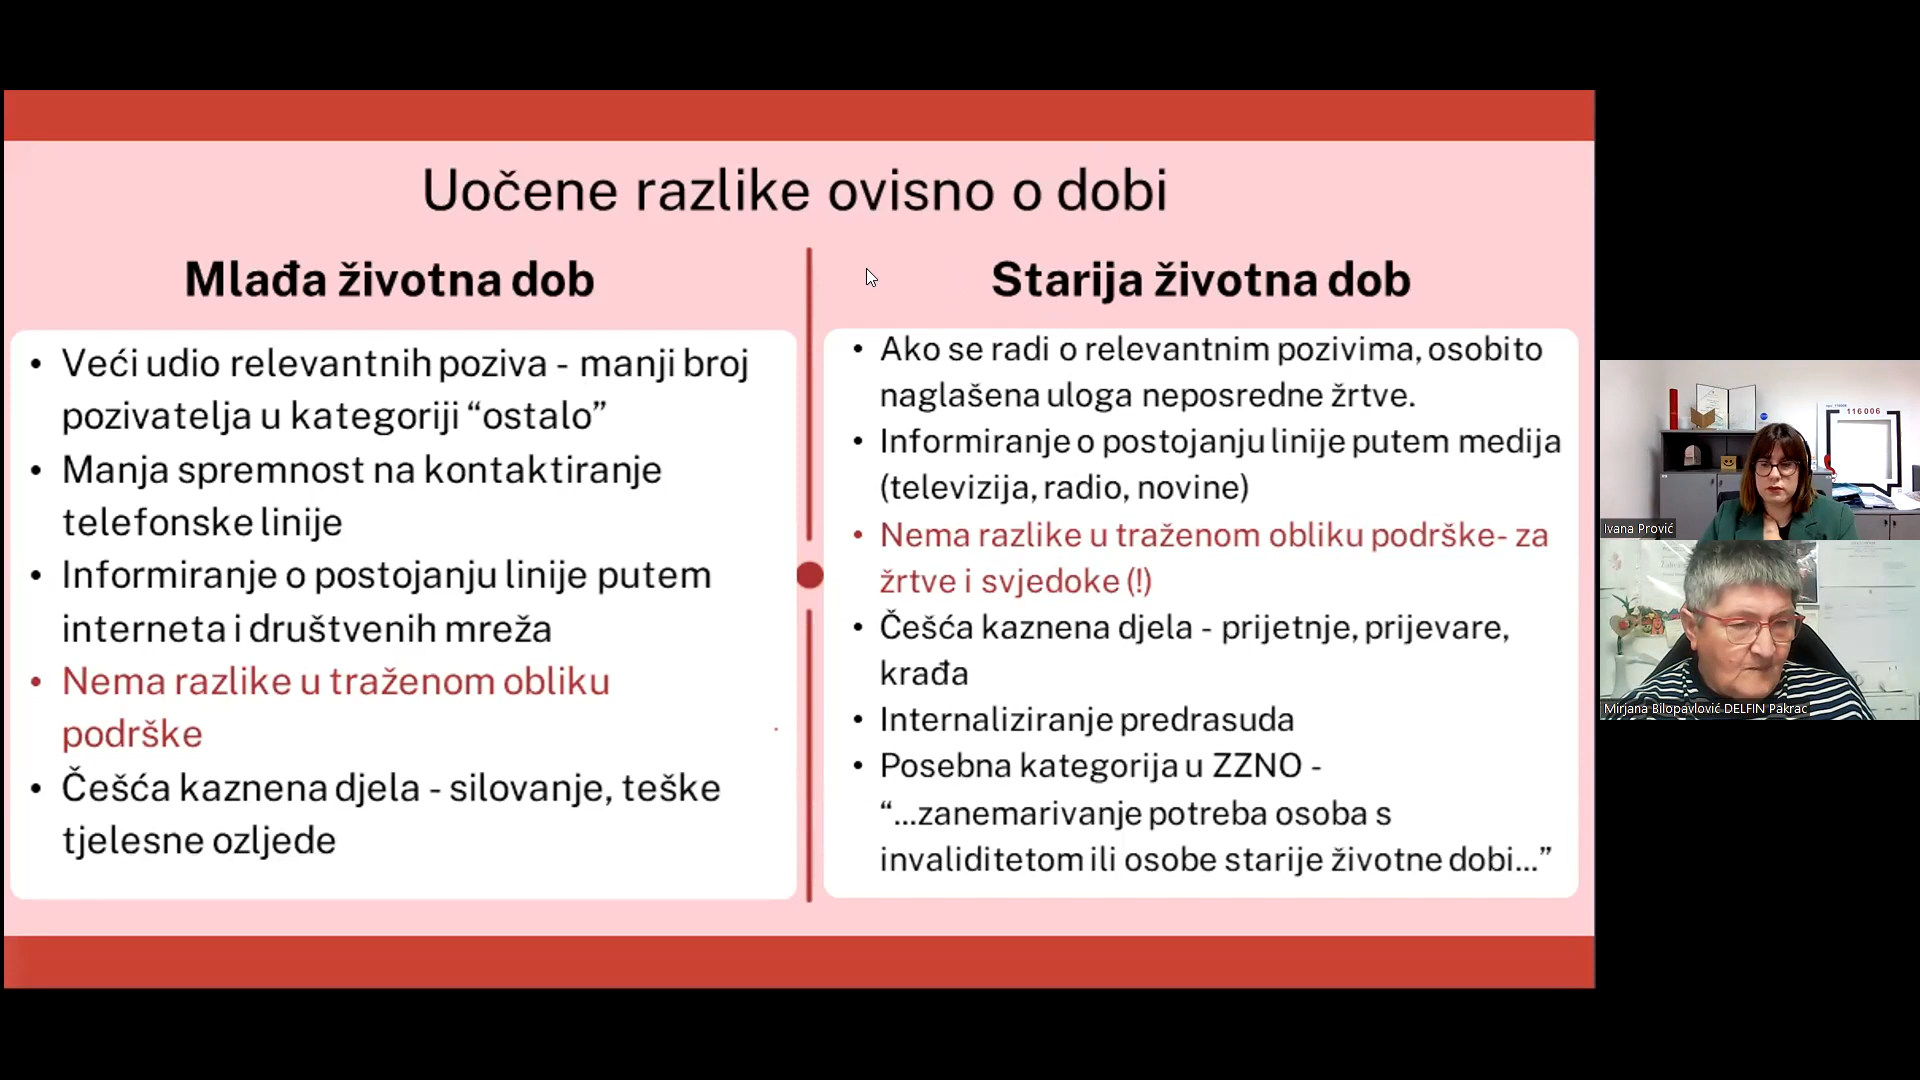 Uočene razlike ovisno o dobi
Mlađa životna dob
• Veći udio relevantnih poziva - manji broj
pozivatelja u kategoriji “ostalo”
• Manja spremnost na kontaktiranje
telefonske linije
• Informiranje o postojanju linije putem
interneta i društvenih mreža
• Nema razlike u traženom obliku
podrške
• Češća kaznena djela - silovanje, teške
tjelesne ozljede
Starija životna dob
• Ako se radi o relevantnim pozivima, osobito
naglašena uloga neposredne žrtve.
• Informiranje o postojanju linije putem medija
(televizija, radio, novine)
• Nema razlike u traženom obliku podrške- za
žrtve i svjedoke (!)
• Češća kaznena djela - prijetnje, prijevare,
krađa
• Internaliziranje predrasuda
• Posebna kategorija u ZZNO -
“...zanemarivanje potreba osoba s
invaliditetom ili osobe starije životne dobi...”
116 006
Ivana Prović
Mirjana Bilopavlović DELFIN Pakrac